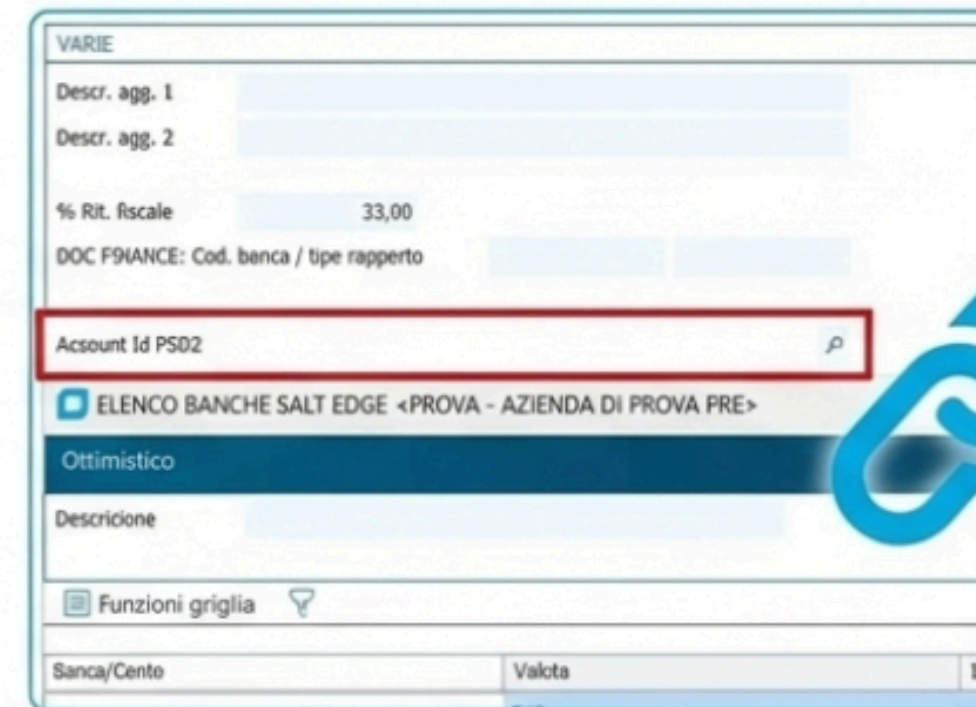 VARIE
Descr. agg. 1
Descr. agg. 2
% Rit. fiscale 33,00
DOC F9IANCE: Cod. banca / tipe rapperto
Acsount Id PSD2
ELENCO BANCHE SALT EDGE <PROVA - AZIENDA DI PROVA PRE>
Ottimistico
Descricione
Funzioni griglia
Sanca/Cento Valota